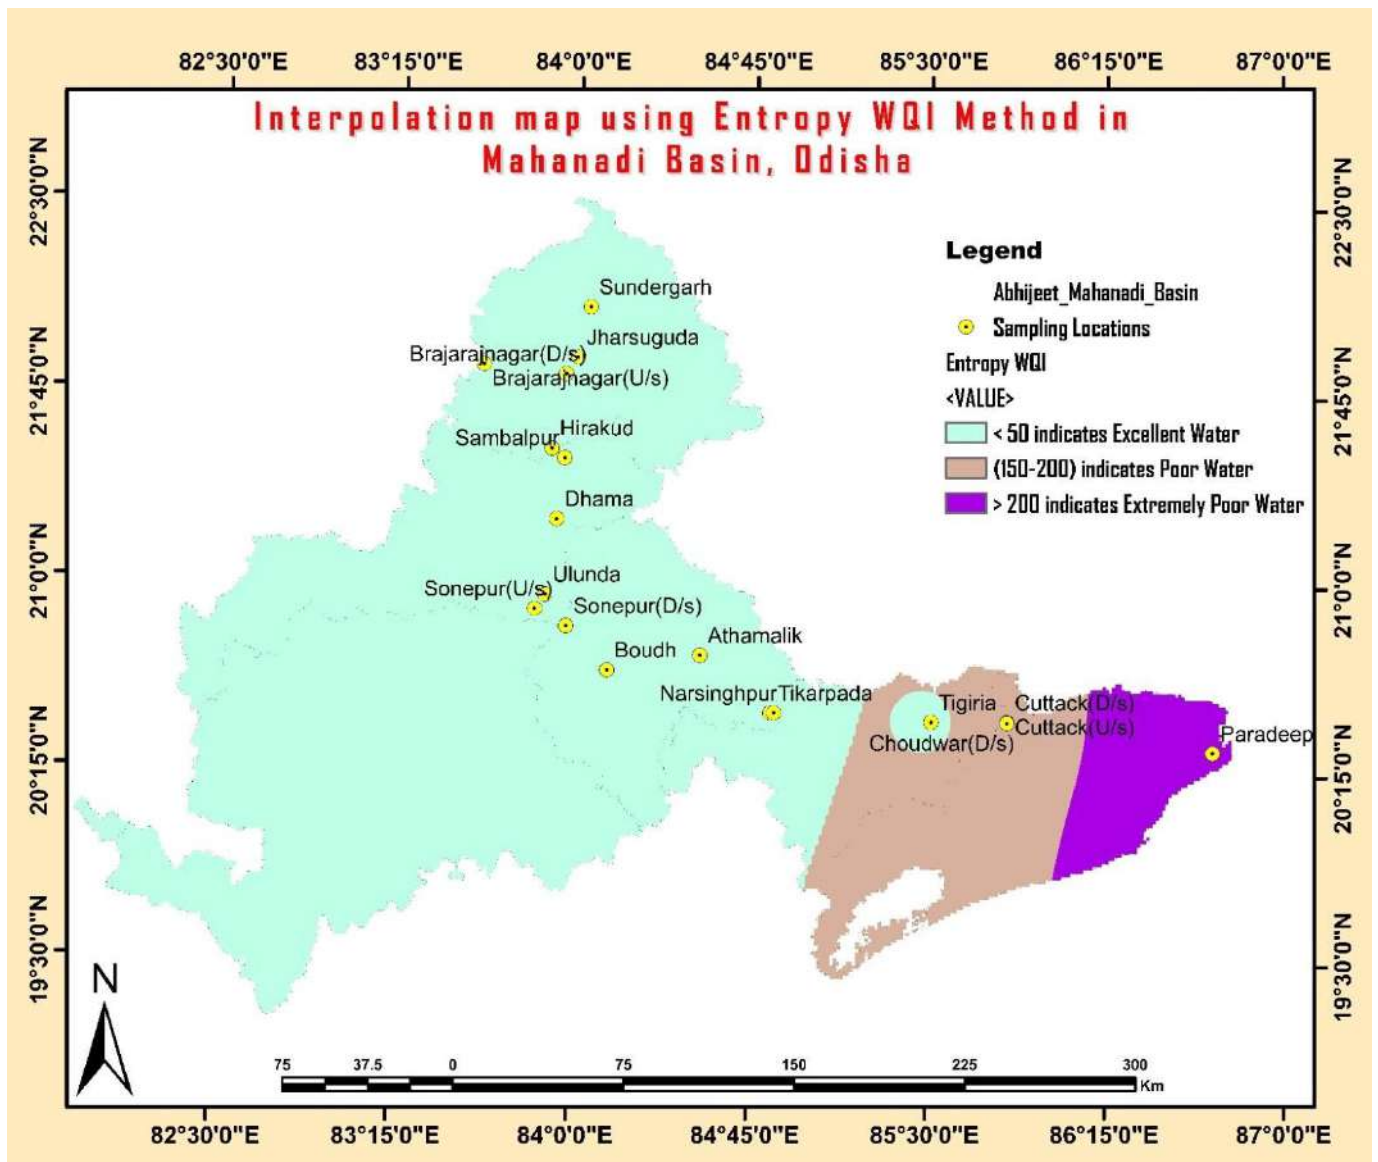 82°30'0"E 83°15'0"E 84°0'0"E 84°45'0"E 85°30'0"E 86°15'0"E 87°0'0"E
Interpolation map using Entropy WQI Method in
Mahanadi Basin, Odisha
22°30'0"N
21°45'0"N
21°0'0"N
20°15'0"N
19°30'0"N
22°30'0"N
21°45'0"N
21°0'0"N
20°15'0"N
19°30'0"N
Legend
Abhijeet_Mahanadi_Basin
Sampling Locations
Entropy WQI
<VALUE>
< 50 indicates Excellent Water
(150-200) indicates Poor Water
> 200 indicates Extremely Poor Water
Sundergarh
Jharsuguda
Brajarajnagar(D/s)
Brajarajnagar(U/s)
Hirakud
Sambalpur
Dhama
Ulunda
Sonepur(U/s)
Sonepur(D/s)
Athamalik
Boudh
Narsinghpur Tikarpada
Tigiria
Cuttack(D/s)
Cuttack(U/s)
Choudwar(D/s)
Paradeep
N
75 37.5 0 75 150 225 300
Km
82°30'0"E 83°15'0"E 84°0'0"E 84°45'0"E 85°30'0"E 86°15'0"E 87°0'0"E